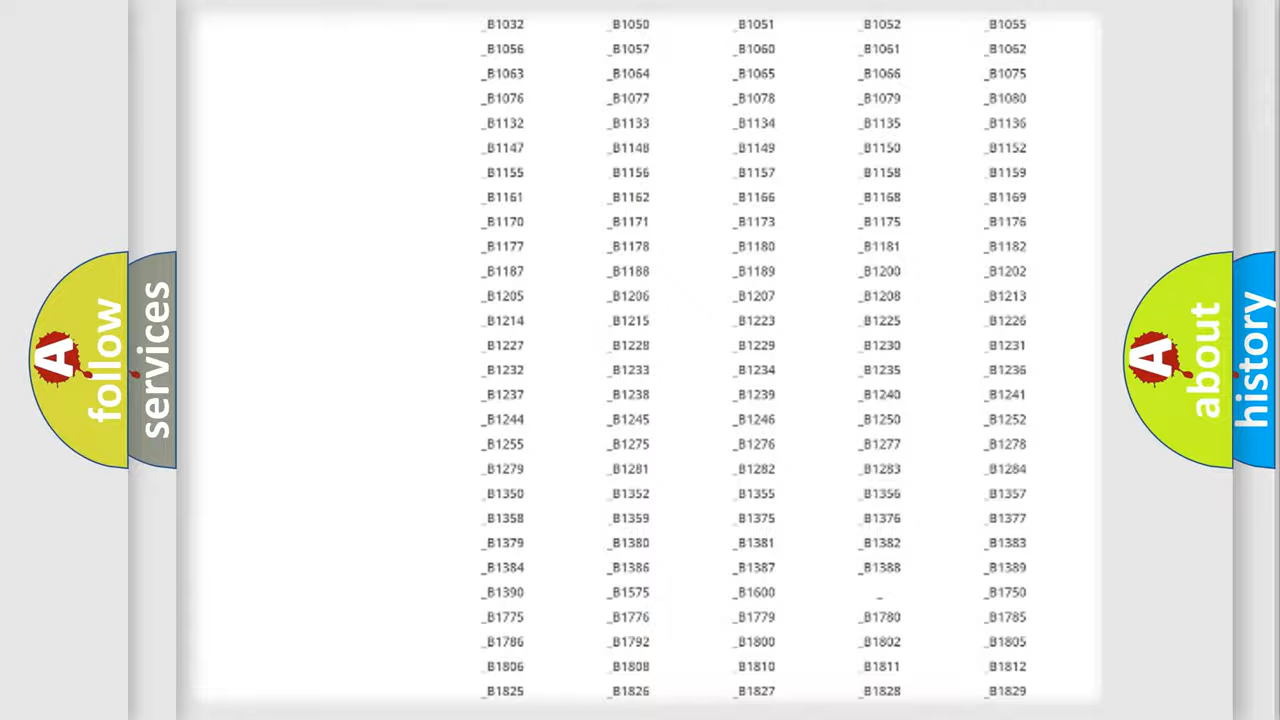 _B1032 _B1050 _B1051 _B1052 _B1055
_B1056 _B1057 _B1060 _B1061 _B1062
_B1063 _B1064 _B1065 _B1066 _B1075
_B1076 _B1077 _B1078 _B1079 _B1080
_B1132 _B1133 _B1134 _B1135 _B1136
_B1147 _B1148 _B1149 _B1150 _B1152
_B1155 _B1156 _B1157 _B1158 _B1159
_B1161 _B1162 _B1166 _B1168 _B1169
_B1170 _B1171 _B1173 _B1175 _B1176
_B1177 _B1178 _B1180 _B1181 _B1182
_B1187 _B1188 _B1189 _B1200 _B1202
_B1205 _B1206 _B1207 _B1208 _B1213
_B1214 _B1215 _B1223 _B1225 _B1226
_B1227 _B1228 _B1229 _B1230 _B1231
_B1232 _B1233 _B1234 _B1235 _B1236
_B1237 _B1238 _B1239 _B1240 _B1241
_B1244 _B1245 _B1246 _B1250 _B1252
_B1255 _B1275 _B1276 _B1277 _B1278
_B1279 _B1281 _B1282 _B1283 _B1284
_B1350 _B1352 _B1355 _B1356 _B1357
_B1358 _B1359 _B1375 _B1376 _B1377
_B1379 _B1380 _B1381 _B1382 _B1383
_B1384 _B1386 _B1387 _B1388 _B1389
_B1390 _B1575 _B1600 _ _B1750
_B1775 _B1776 _B1779 _B1780 _B1785
_B1786 _B1792 _B1800 _B1802 _B1805
_B1806 _B1808 _B1810 _B1811 _B1812
_B1825 _B1826 _B1827 _B1828 _B1829
A
follow
services
A
about
history